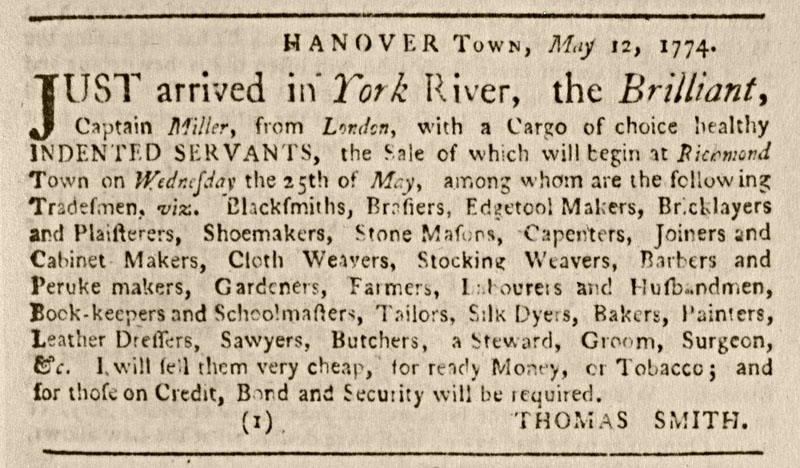 HANOVER TOWN, May 12, 1774.
JUST arrived in York River, the Brilliant,
Captain Miller, from London, with a Cargo of choice healthy
INDENTED SERVANTS, the Sale of which will begin at Richmond
Town on Wedneſday the 25th of May, among whom are the following
Tradeſmen, viz. Blackſmiths, Braſiers, Edgetool Makers, Bricklayers
and Plaiſterers, Shoemakers, Stone Maſons, Capenters, Joiners and
Cabinet Makers, Cloth Weavers, Stocking Weavers, Barbers and
Peruke makers, Gardeners, Farmers, Labourers and Huſbandmen,
Book-keepers and Schoolmaſters, Tailors, Silk Dyers, Bakers, Painters,
Leather Dreſſers, Sawyers, Butchers, a Steward, Groom, Surgeon,
&c. I will ſell them very cheap, for ready Money, or Tobacco; and
for thoſe on Credit, Bond and Security will be required.
(1) THOMAS SMITH.